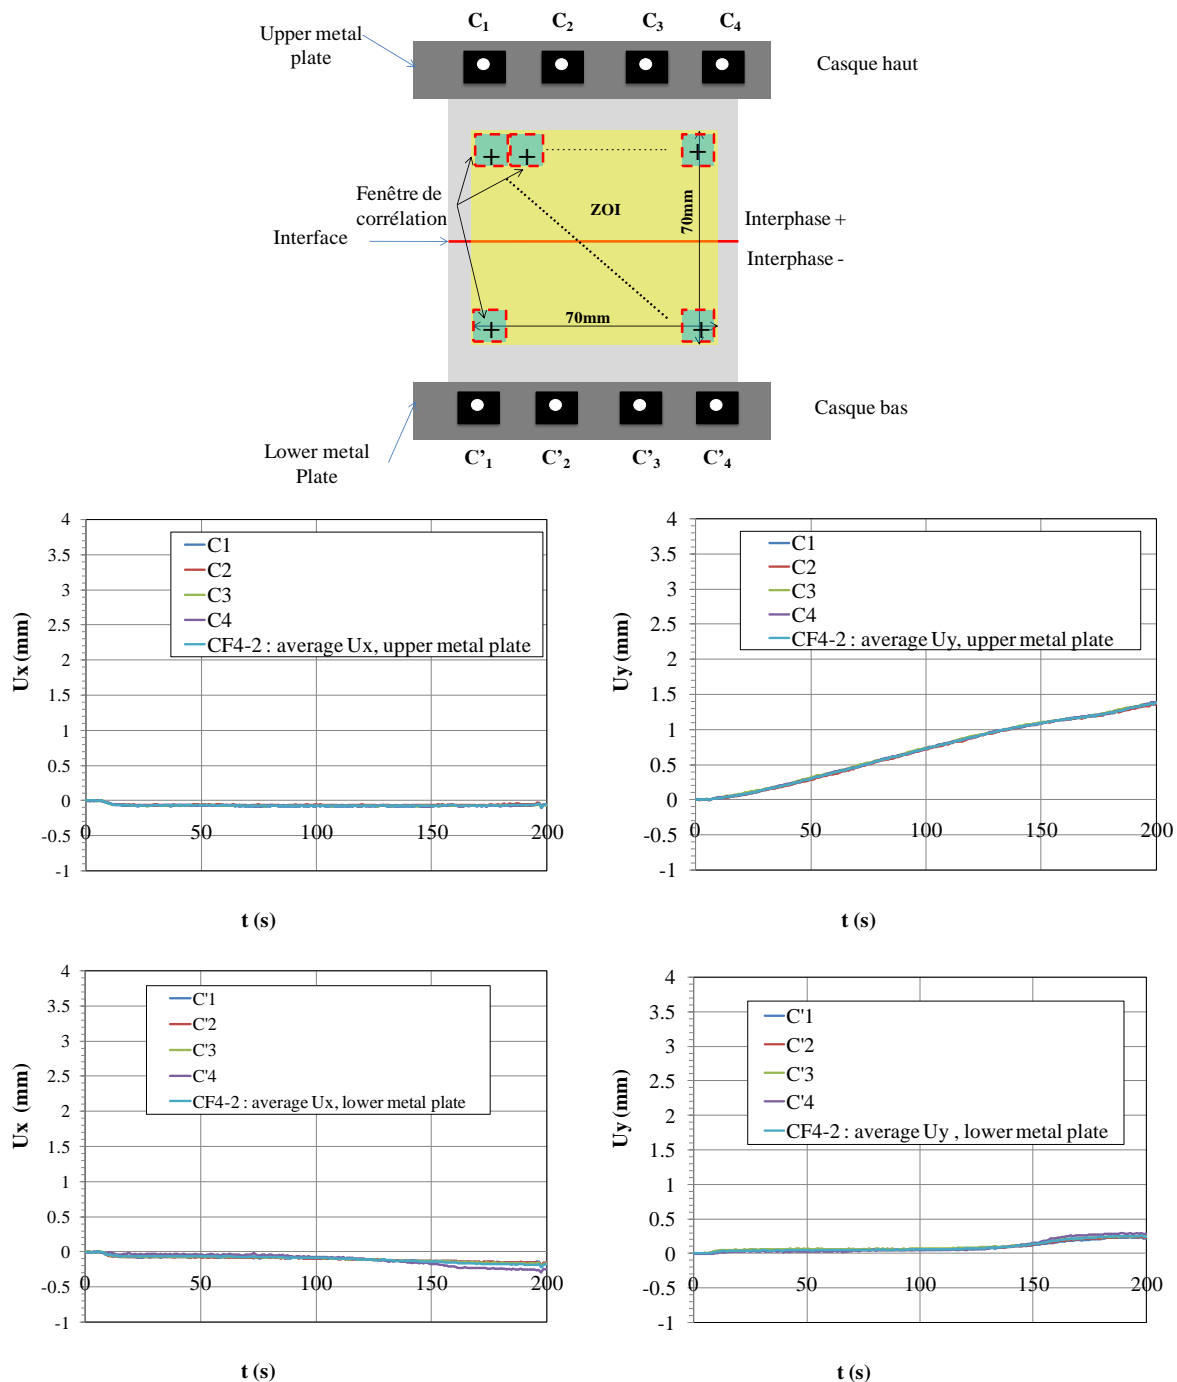 C1 C2 C3 C4
Upper metal
plate
Casque haut
Fenêtre de
corrélation
ZOI
70mm
Interphase +
Interface
Interphase -
70mm
Casque bas
Lower metal
Plate
C’1 C’2 C’3 C’4
4
3.5
3
2.5
2
1.5
1
0.5
0
-0.5
-1
0 50 100 150 200
Ux (mm)
t (s)
C1
C2
C3
C4
CF4-2 : average Ux, upper metal plate
4
3.5
3
2.5
2
1.5
1
0.5
0
-0.5
-1
0 50 100 150 200
Uy (mm)
t (s)
C1
C2
C3
C4
CF4-2 : average Uy, upper metal plate
4
3.5
3
2.5
2
1.5
1
0.5
0
-0.5
-1
0 50 100 150 200
Ux (mm)
t (s)
C'1
C'2
C'3
C'4
CF4-2 : average Ux, lower metal plate
4
3.5
3
2.5
2
1.5
1
0.5
0
-0.5
-1
0 50 100 150 200
Uy (mm)
t (s)
C'1
C'2
C'3
C'4
CF4-2 : average Uy , lower metal plate